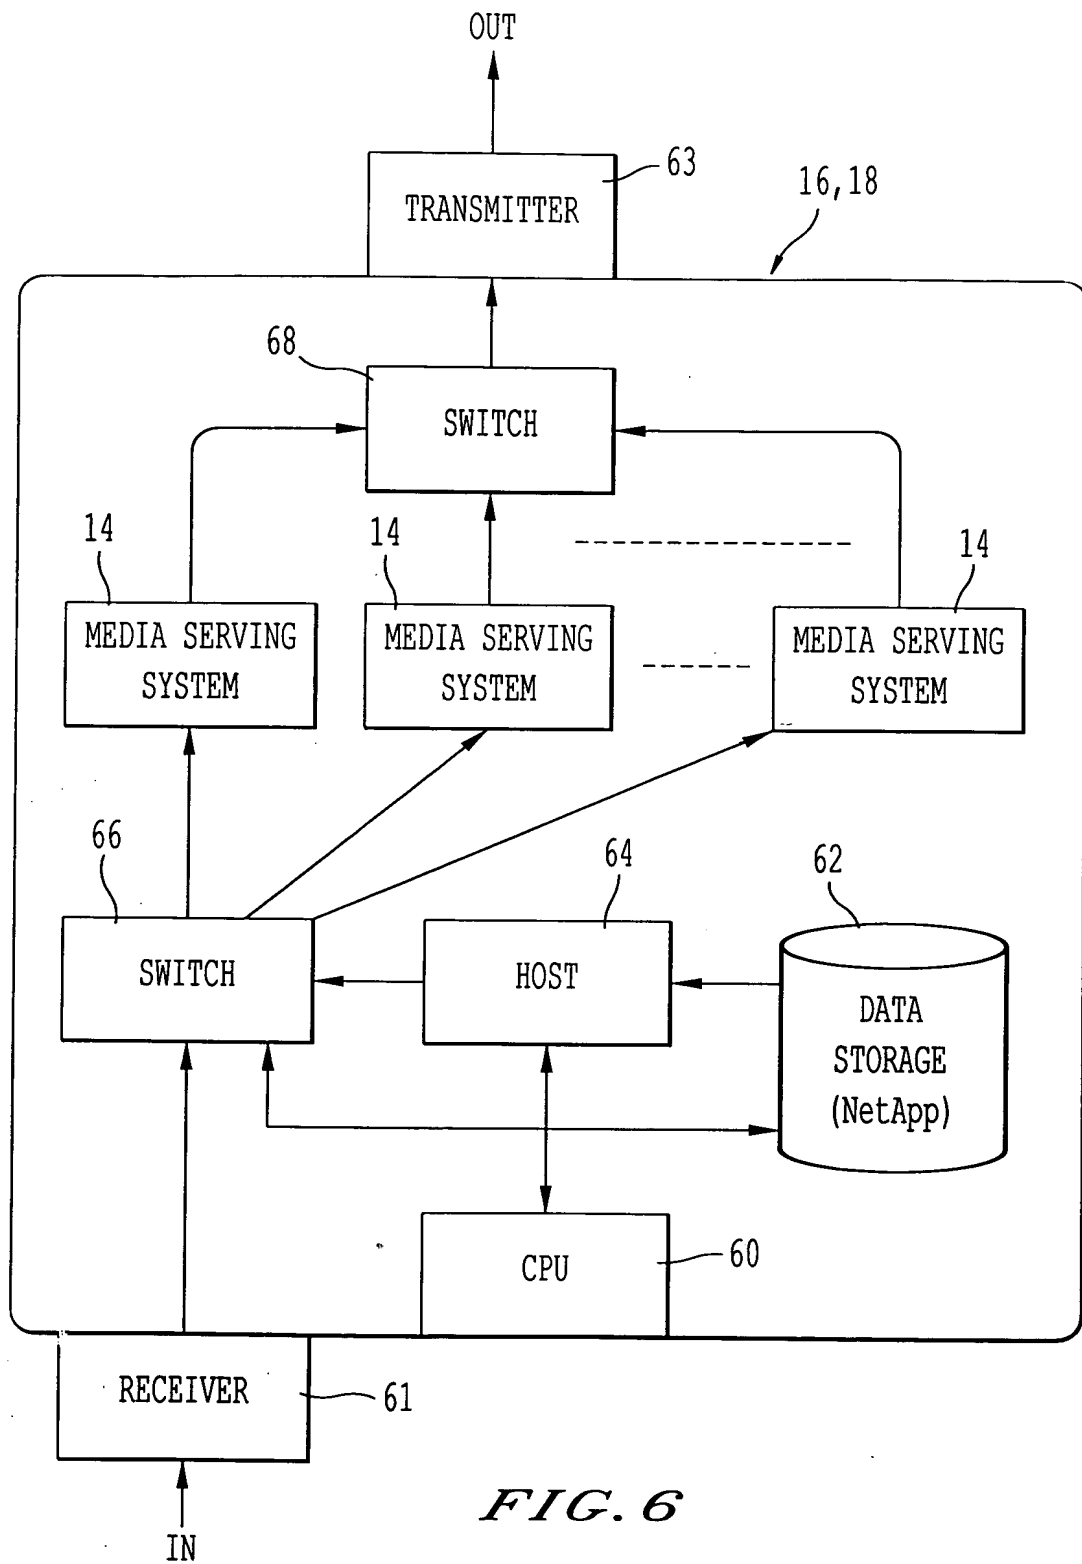 OUT
63
TRANSMITTER
16,18
68
SWITCH
14
14
14
MEDIA SERVING
SYSTEM
MEDIA SERVING
SYSTEM
MEDIA SERVING
SYSTEM
66
64
62
SWITCH
HOST
DATA
STORAGE
(NetApp)
CPU
60
RECEIVER
61
IN
FIG. 6